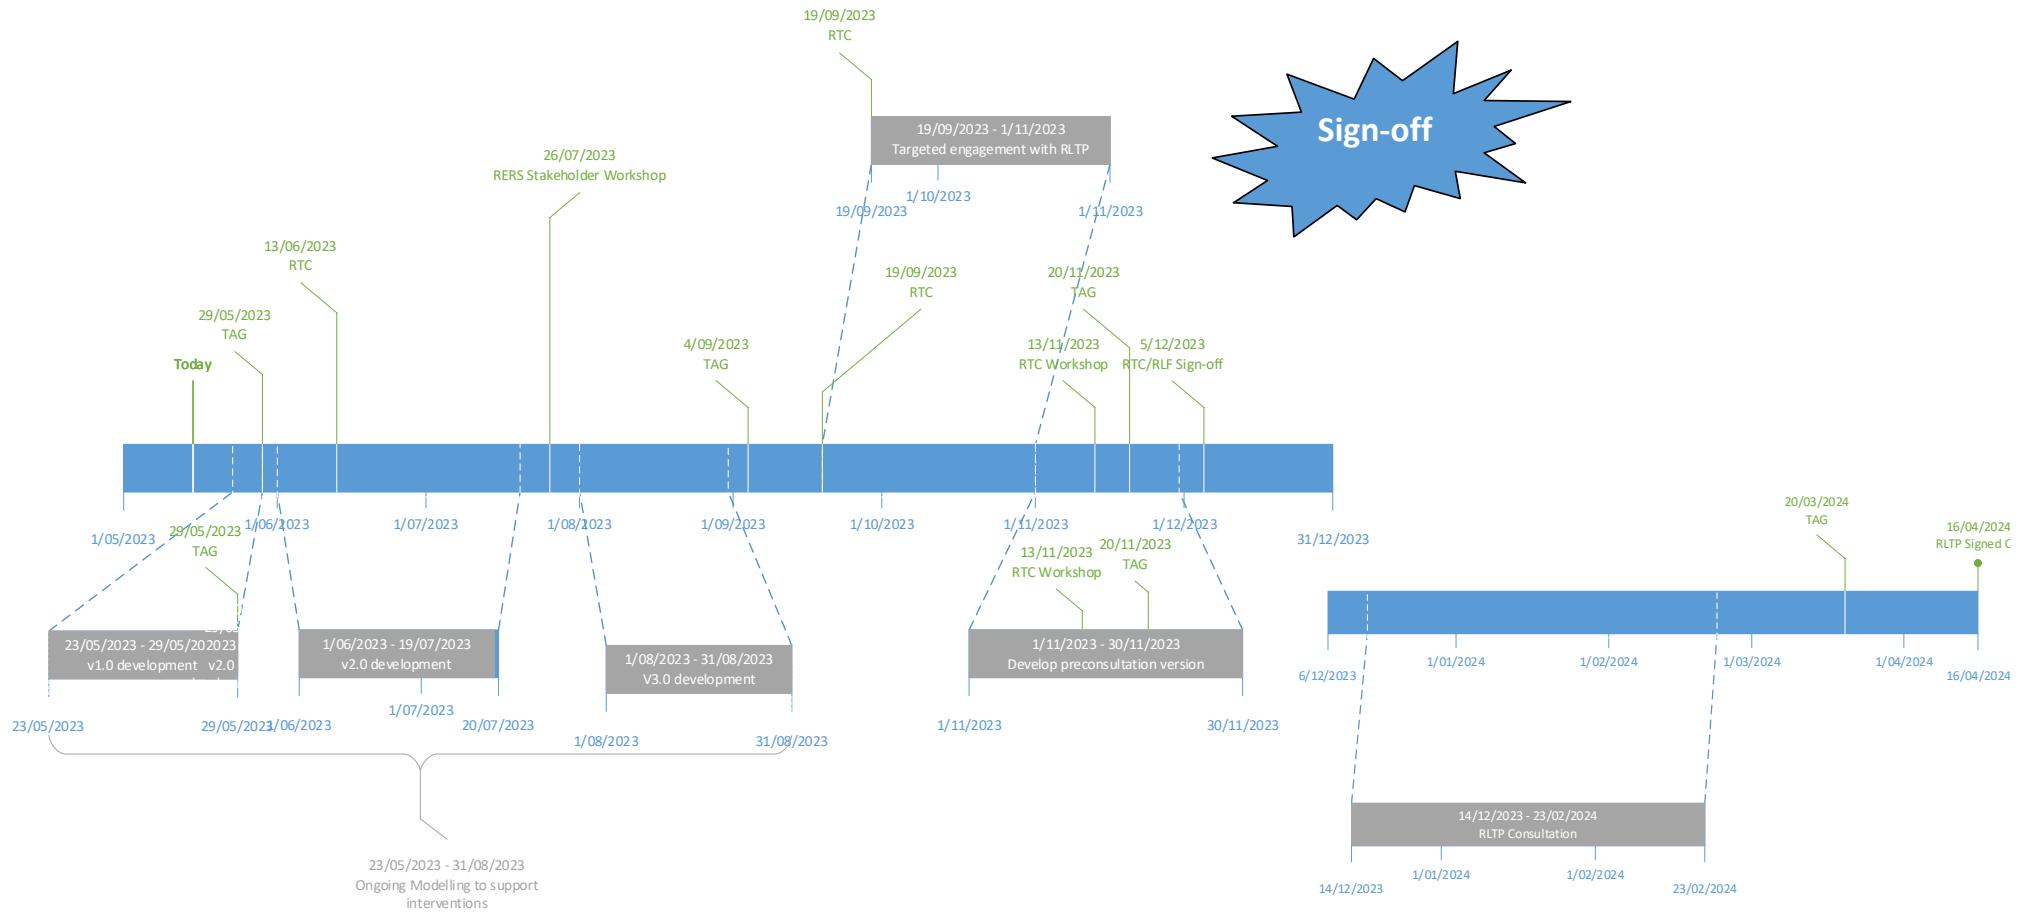 19/09/2023
RTC
Sign-off
19/09/2023 - 1/11/2023
Targeted engagement with RLTP
1/10/2023
19/09/2023
1/11/2023
26/07/2023
RERS Stakeholder Workshop
13/06/2023
RTC
19/09/2023
RTC
20/11/2023
TAG
29/05/2023
TAG
Today
4/09/2023
TAG
13/11/2023
RTC Workshop
5/12/2023
RTC/RLF Sign-off
1/05/2023
1/06/2023
1/07/2023
1/08/2023
1/09/2023
1/10/2023
1/11/2023
1/12/2023
31/12/2023
29/05/2023
TAG
13/11/2023
RTC Workshop
20/11/2023
TAG
23/05/2023 - 29/05/2023
v1.0 development
v2.0
23/05/2023
29/05/2023
1/06/2023 - 19/07/2023
v2.0 development
1/06/2023
1/07/2023
20/07/2023
1/08/2023 - 31/08/2023
V3.0 development
1/08/2023
31/08/2023
1/11/2023 - 30/11/2023
Develop preconsultation version
1/11/2023
30/11/2023
23/05/2023 - 31/08/2023
Ongoing Modelling to support
interventions
20/03/2024
TAG
16/04/2024
RLTP Signed
6/12/2023
1/01/2024
1/02/2024
1/03/2024
1/04/2024
16/04/2024
14/12/2023 - 23/02/2024
RLTP Consultation
14/12/2023
1/01/2024
1/02/2024
23/02/2024